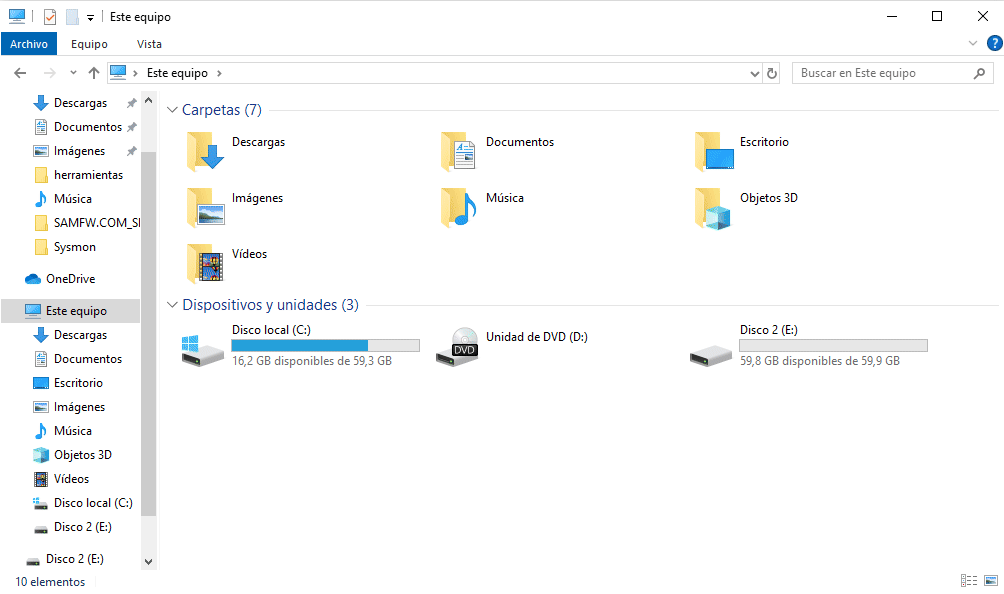 Este equipo
Archivo Equipo Vista
?
Este equipo
Buscar en Este equipo
Descargas
Documentos
Imágenes
herramientas
Música
SAMFW.COM_S
Sysmon
OneDrive
Este equipo
Descargas
Documentos
Escritorio
Imágenes
Música
Objetos 3D
Vídeos
Disco local (C:)
Disco 2 (E:)
Disco 2 (E:)
Carpetas (7)
Descargas
Documentos
Escritorio
Imágenes
Música
Objetos 3D
Vídeos
Dispositivos y unidades (3)
Disco local (C:)
16,2 GB disponibles de 59,3 GB
DVD
Unidad de DVD (D:)
Disco 2 (E:)
59,8 GB disponibles de 59,9 GB
10 elementos